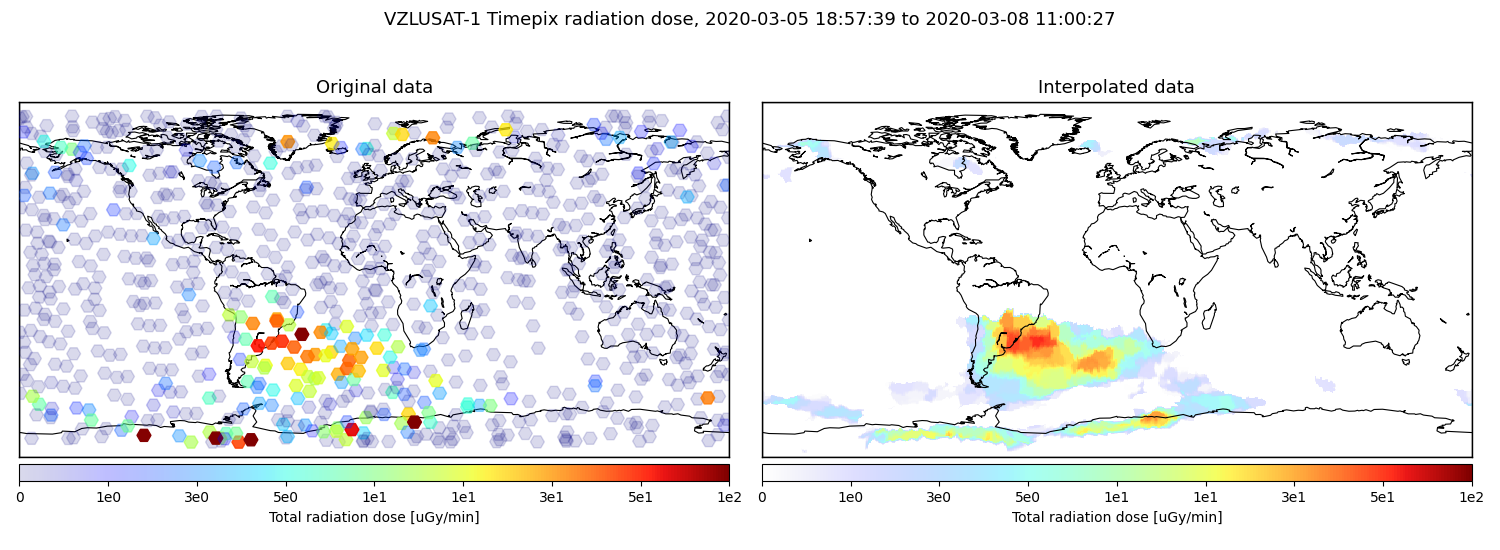 VZLUSAT-1 Timepix radiation dose, 2020-03-05 18:57:39 to 2020-03-08 11:00:27
Original data
Interpolated data
0 1e0 3e0 5e0 1e1 1e1 3e1 5e1 1e2
0 1e0 3e0 5e0 1e1 1e1 3e1 5e1 1e2
Total radiation dose [uGy/min]
Total radiation dose [uGy/min]